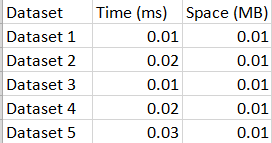 Dataset Time (ms) Space (MB)
Dataset 1 0.01 0.01
Dataset 2 0.02 0.01
Dataset 3 0.01 0.01
Dataset 4 0.02 0.01
Dataset 5 0.03 0.01